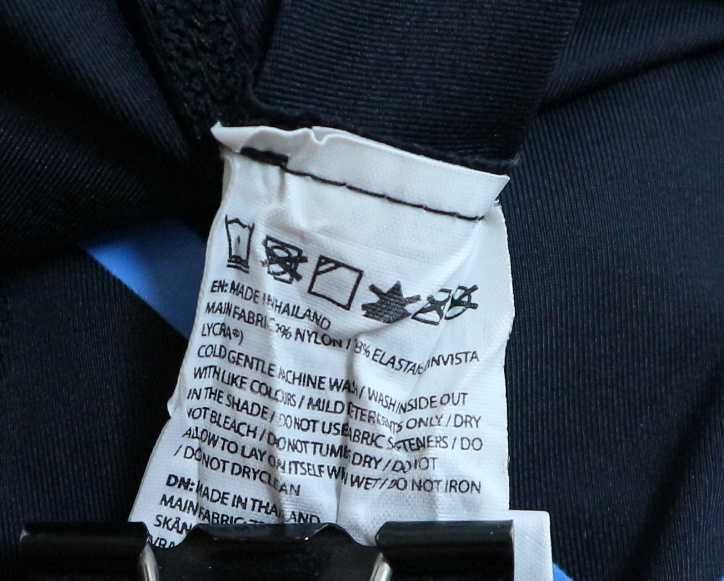 EN: MADE IN THAILAND
MAIN FABRIC % NYLON / % ELASTANE INVISTA
LYCRA®)
COLD GENTLE MACHINE WASH / WASH INSIDE OUT
WITH LIKE COLOURS / MILD DETERGENTS ONLY / DRY
IN THE SHADE / DO NOT USE FABRIC SOFTENERS / DO
NOT BLEACH / DO NOT TUMBLE DRY / DO NOT
ALLOW TO LAY ON ITSELF WHEN WET / DO NOT IRON
/ DO NOT DRYCLEAN
DN: MADE IN THAILAND
MAIN FABRIC